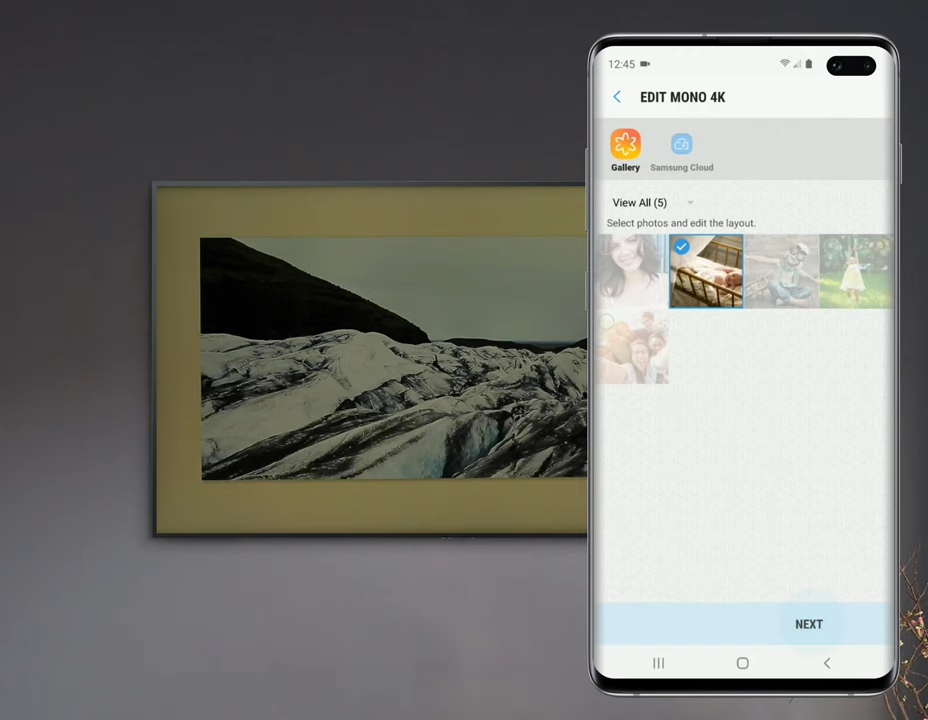 12:45
EDIT MONO 4K
Gallery
Samsung Cloud
View All (5)
Select photos and edit the layout.
NEXT